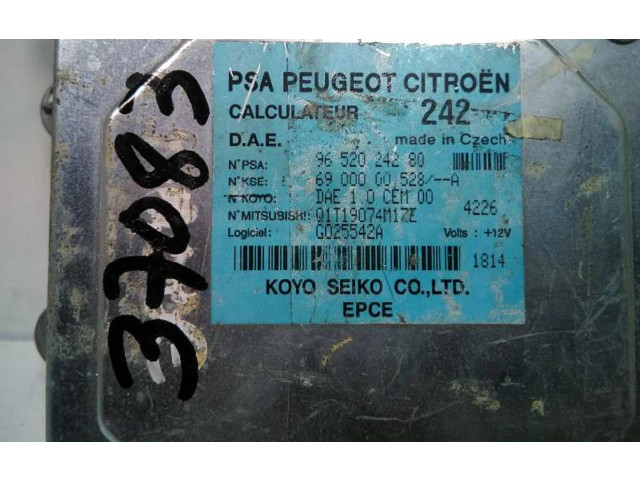 PSA PEUGEOT CITROËN
CALCULATEUR 242
D.A.E. made in Czech
N°PSA: 96 520 242 80
N°KSE: 69 000 00 528/--A
N°KOYO: DAE 1.0 CEM 00
N°MITSUBISHI: Q1T19074M17Z 4226
Logiciel: G025542A Volts : +12V
1814
KOYO SEIKO CO.,LTD.
EPCE
37083